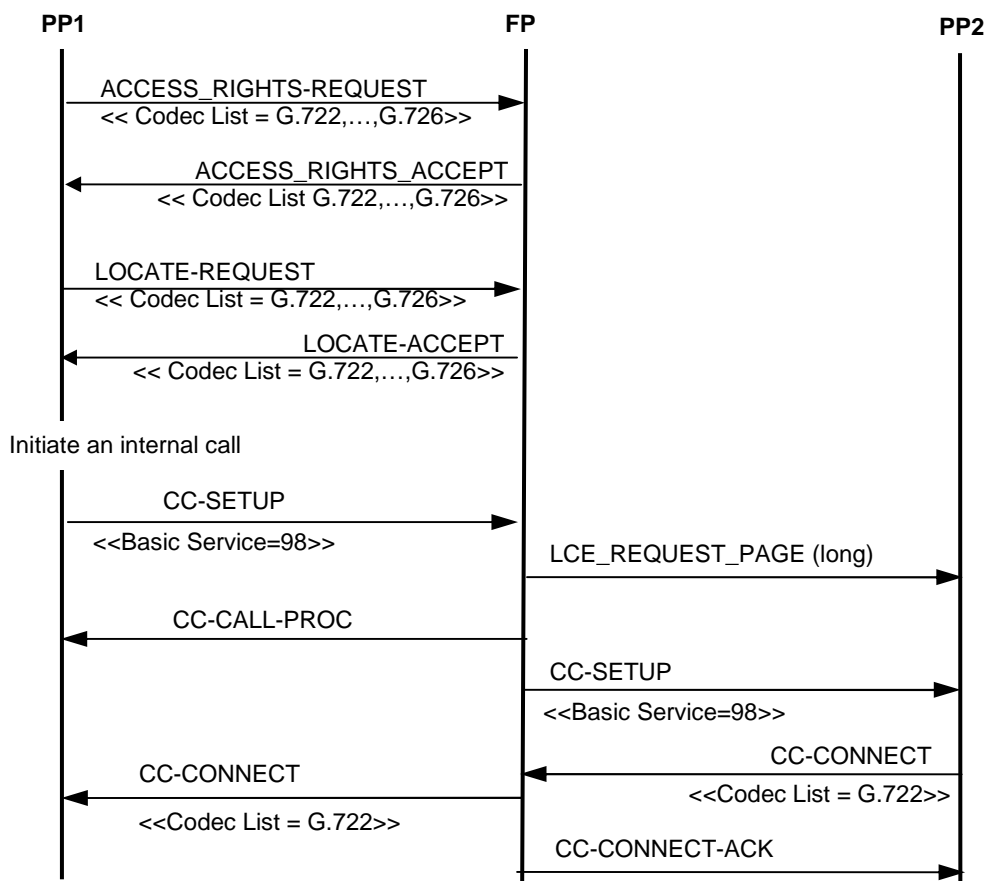 PP1 FP PP2
ACCESS_RIGHTS-REQUEST
<< Codec List = G.722,…,G.726>>
ACCESS_RIGHTS_ACCEPT
<< Codec List G.722,…,G.726>>
LOCATE-REQUEST
<< Codec List = G.722,…,G.726>>
LOCATE-ACCEPT
<< Codec List = G.722,…,G.726>>
Initiate an internal call
CC-SETUP
<<Basic Service=98>>
LCE_REQUEST_PAGE (long)
CC-CALL-PROC
CC-SETUP
<<Basic Service=98>>
CC-CONNECT
<<Codec List = G.722>>
CC-CONNECT
<<Codec List = G.722>>
CC-CONNECT-ACK